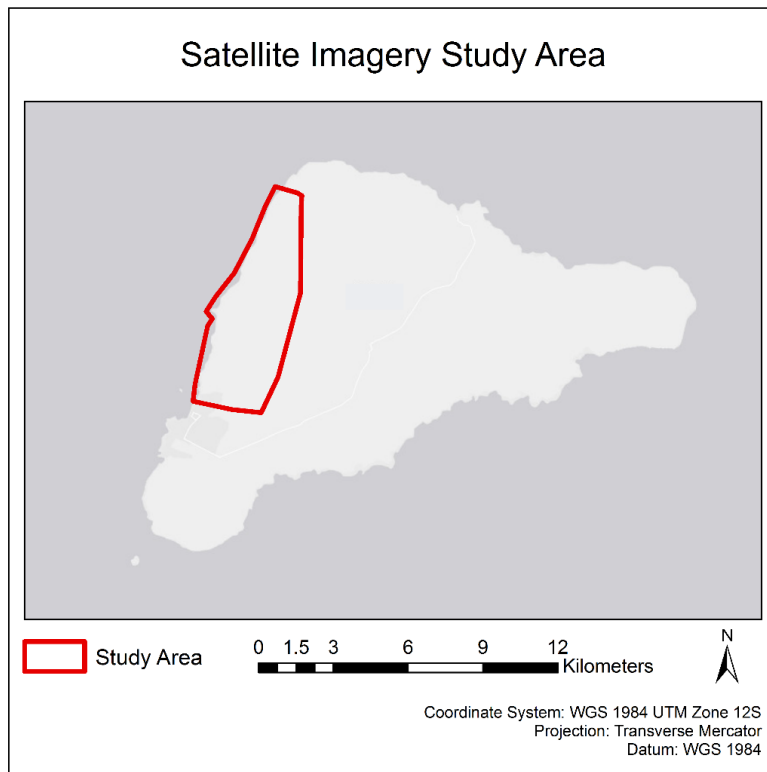 Satellite Imagery Study Area
Study Area
0 1.5 3 6 9 12
Kilometers
N
Coordinate System: WGS 1984 UTM Zone 12S
Projection: Transverse Mercator
Datum: WGS 1984